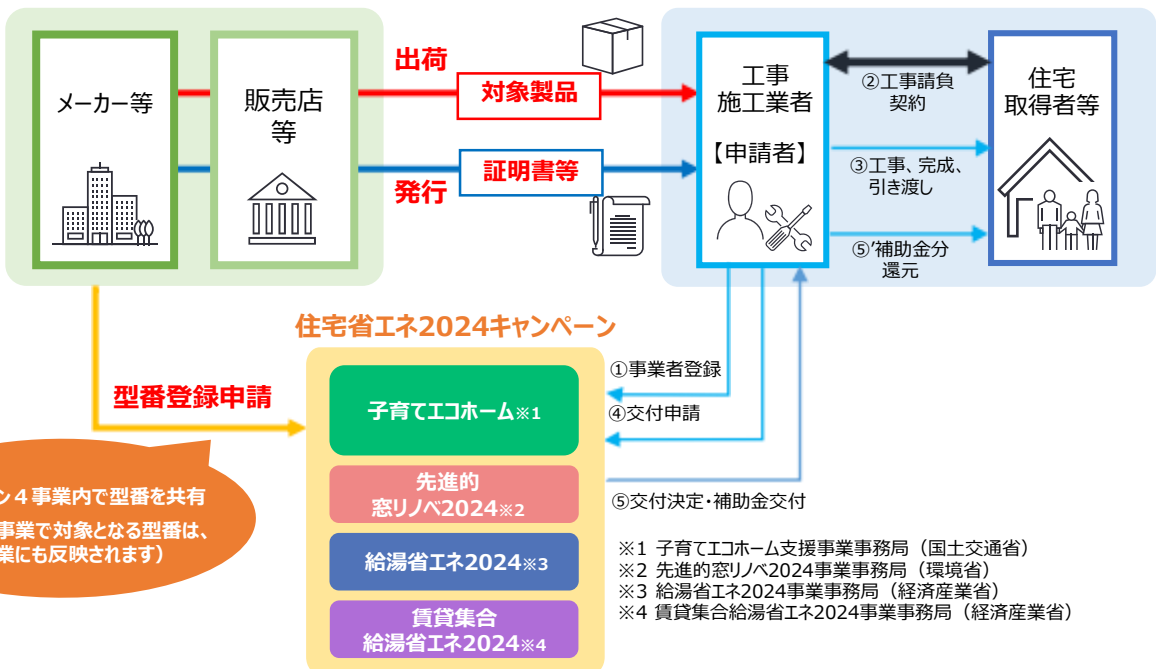 メーカー等
販売店
等
出荷
対象製品
発行
証明書等
工事
施工業者
【申請者】
②工事請負
契約
③工事、完成、
引き渡し
⑤’補助金分
還元
住宅
取得者等
住宅省エネ2024キャンペーン
型番登録申請
子育てエコホーム※1
先進的
窓リノベ2024※2
給湯省エネ2024※3
賃貸集合
給湯省エネ2024※4
①事業者登録
④交付申請
⑤交付決定・補助金交付
ン４事業内で型番を共有
事業で対象となる型番は、
業にも反映されます）
※1 子育てエコホーム支援事業事務局（国土交通省）
※2 先進的窓リノベ2024事業事務局（環境省）
※3 給湯省エネ2024事業事務局（経済産業省）
※4 賃貸集合給湯省エネ2024事業事務局（経済産業省）